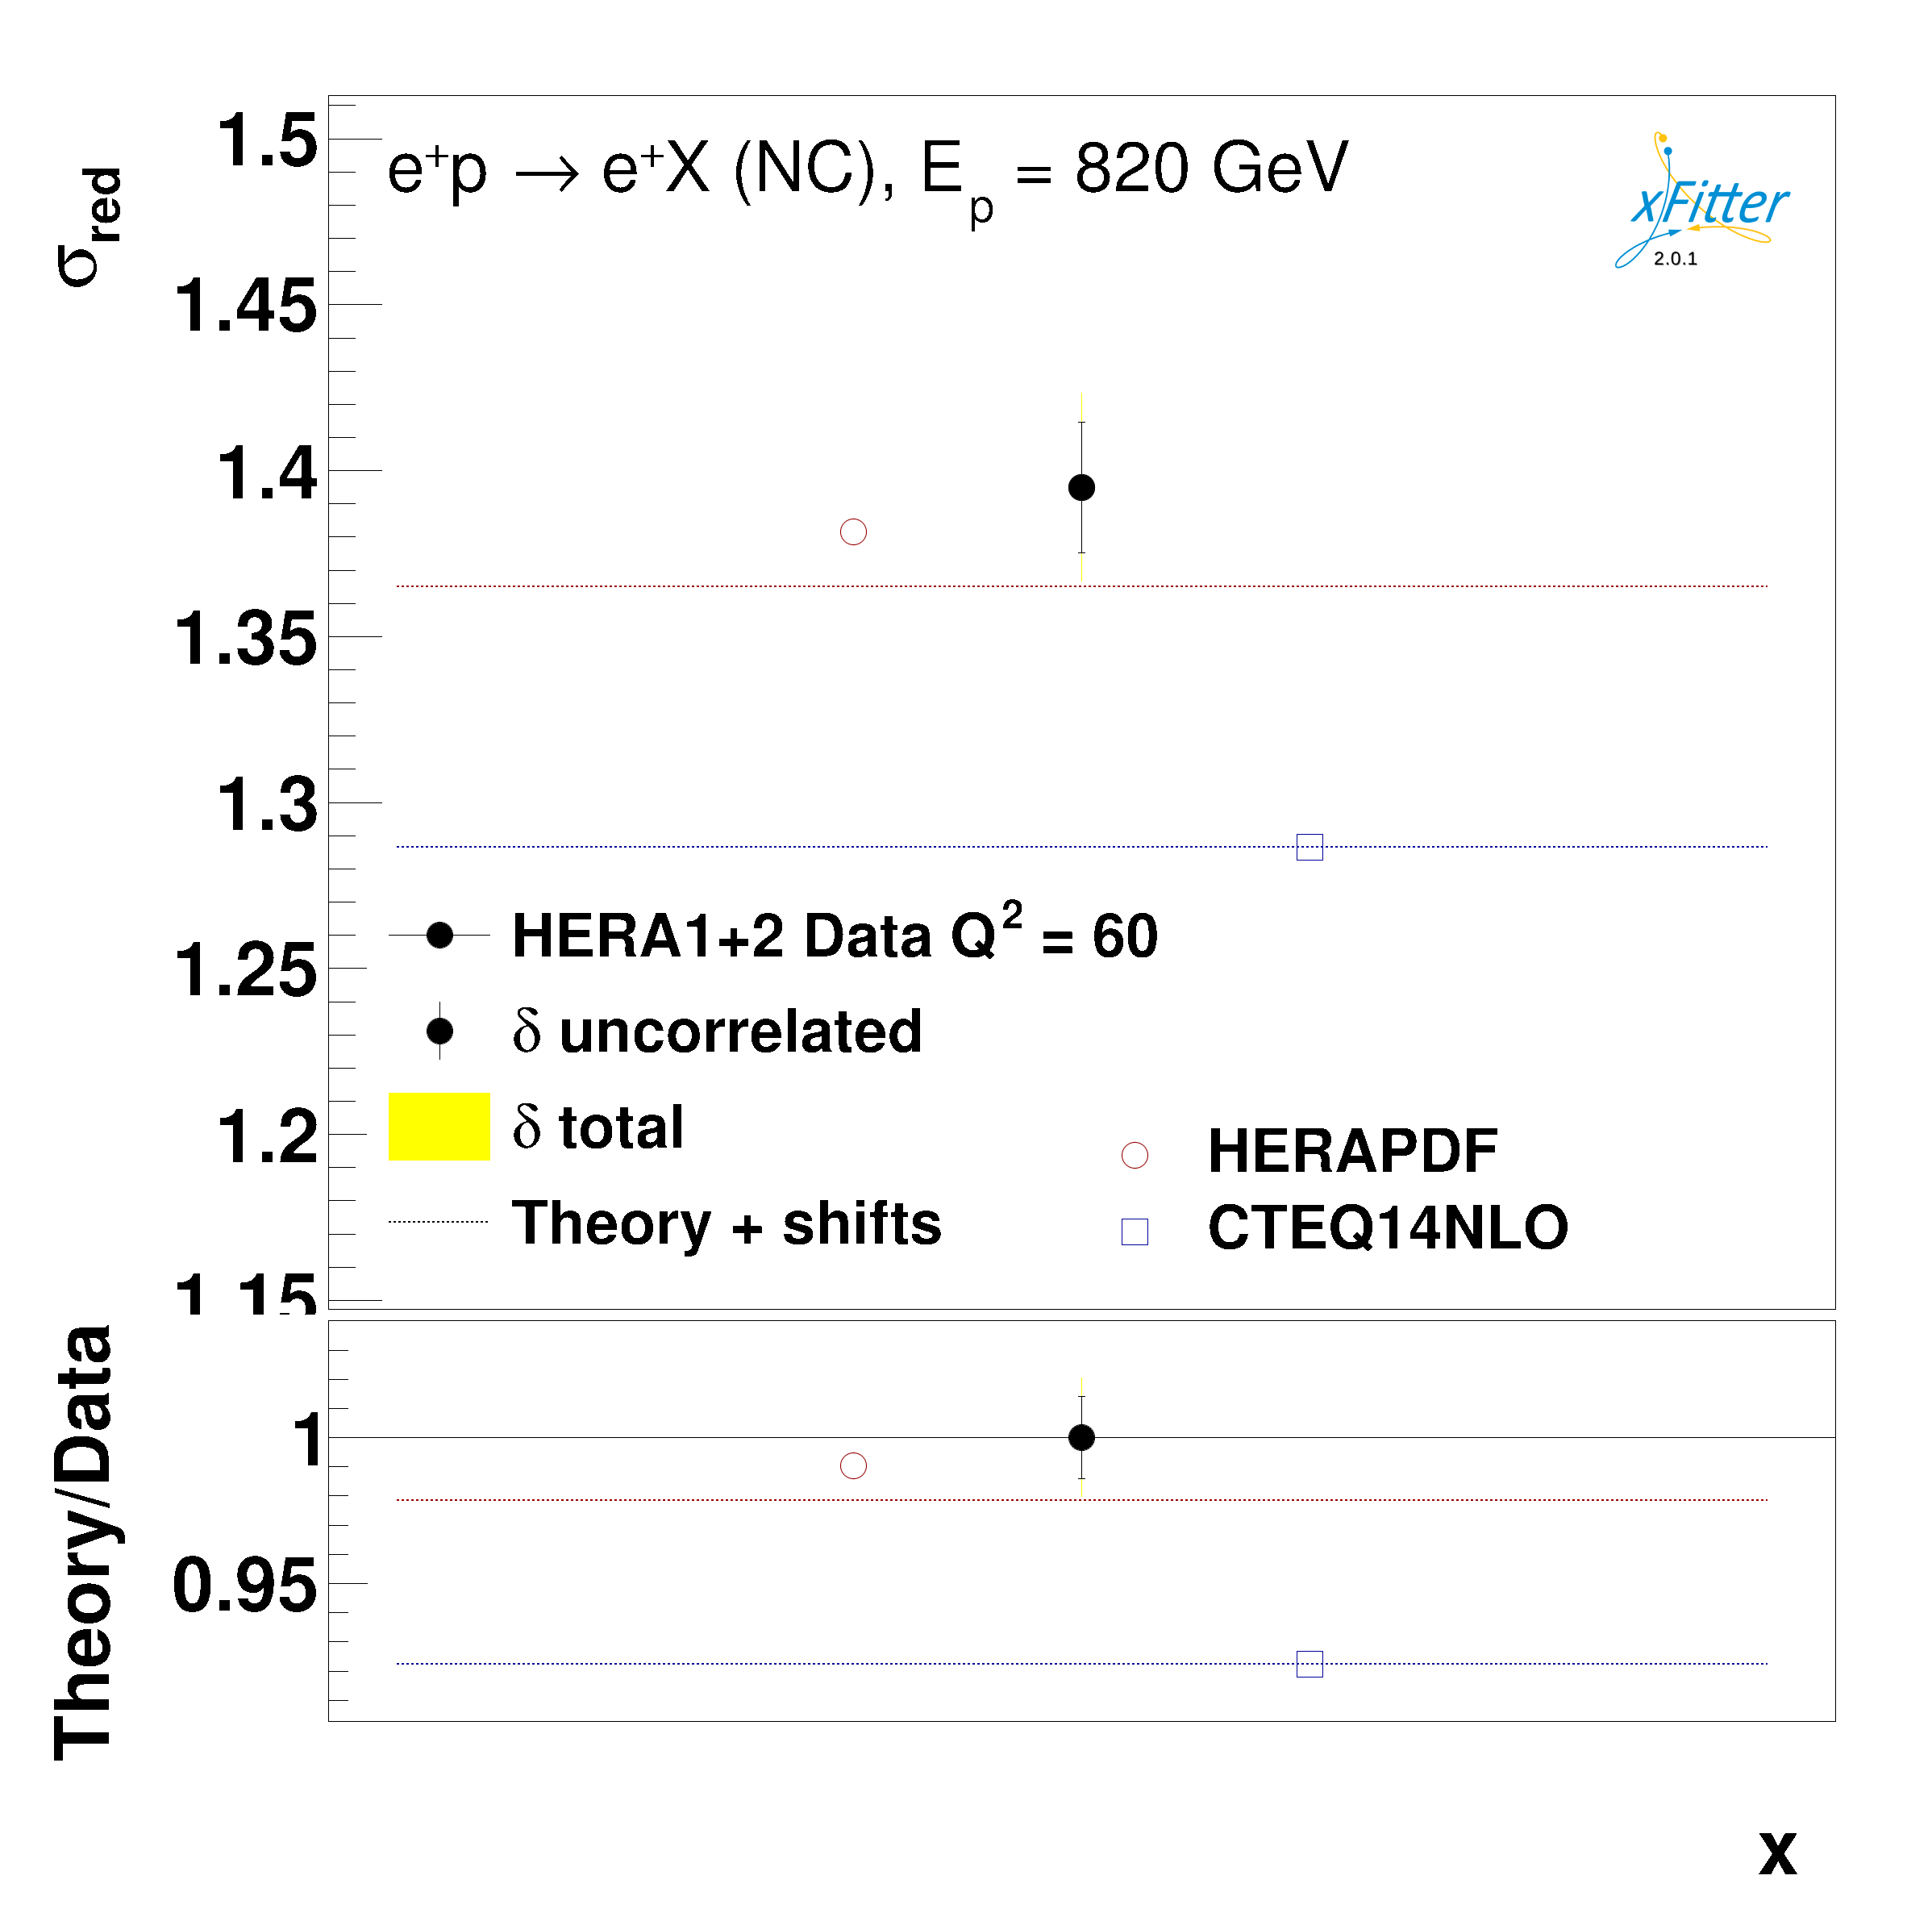 σred
e+p → e+X (NC), Ep = 820 GeV
xFitter
2.0.1
1.5
1.45
1.4
1.35
1.3
1.25
1.2
1.15
HERA1+2 Data Q2 = 60
δ uncorrelated
δ total
Theory + shifts
HERAPDF
CTEQ14NLO
Theory/Data
1
0.95
x